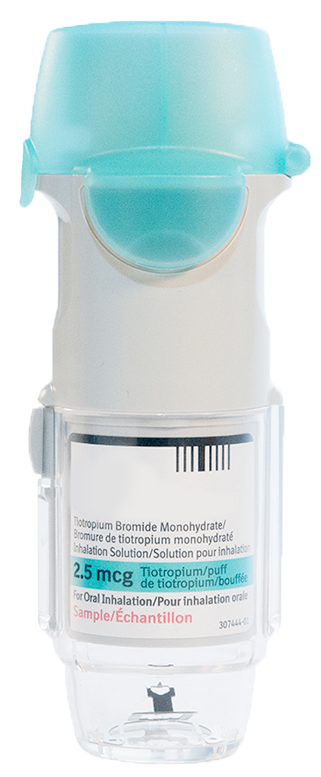 Tiotropium Bromide Monohydrate/
Bromure de tiotropium monohydraté
Inhalation Solution/Solution pour inhalation
2.5 mcg Tiotropium/puff
de tiotropium/bouffée
For Oral Inhalation/Pour inhalation orale
Sample/Échantillon
307444-01